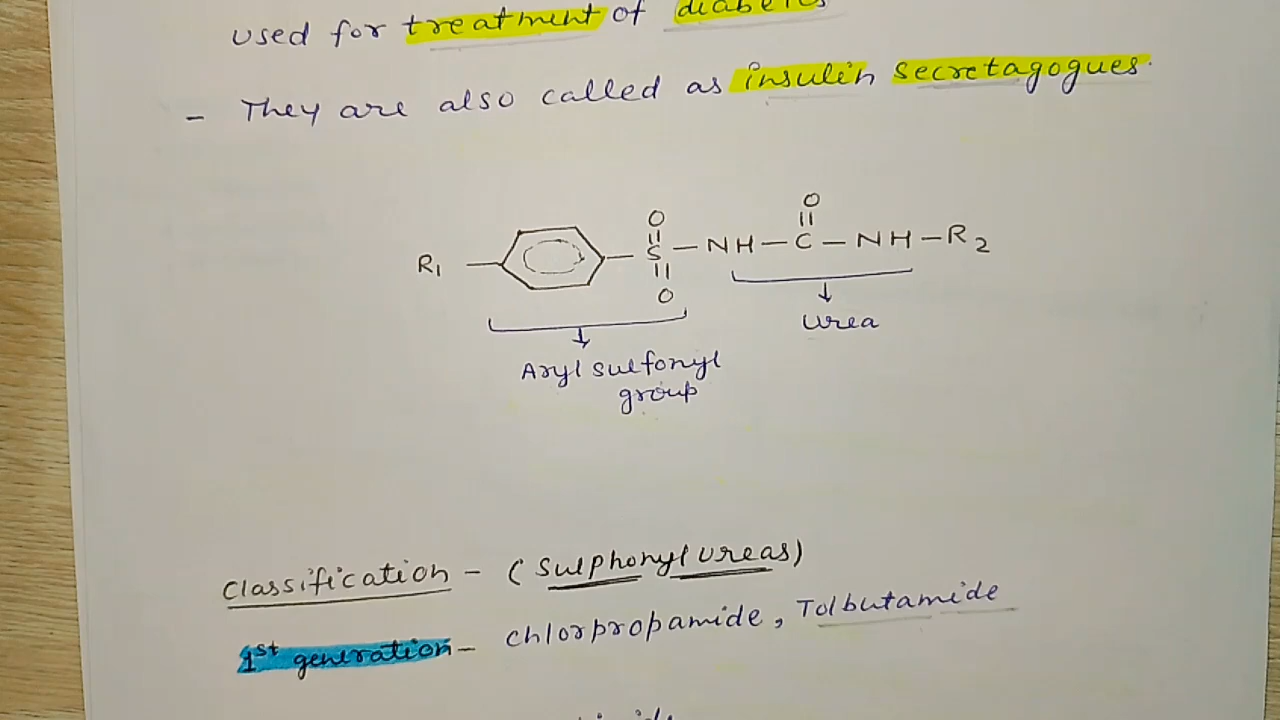 used for treatment of diabetes
- They are also called as insulin secretagogues.
O O
R1 S - NH - C - NH - R2
O
Urea
Aryl sulfonyl
group
Classification - (Sulphonyl ureas)
1st generation - chlorpropamide, Tolbutamide